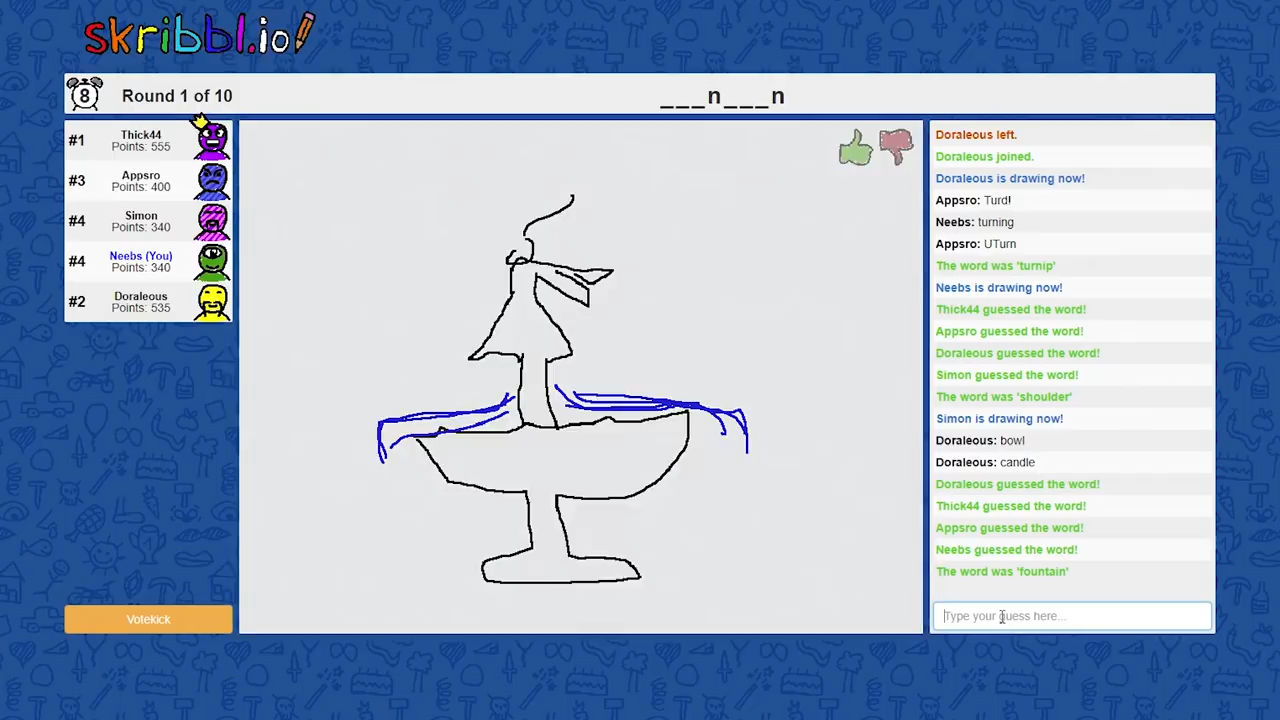 skribbl.io
8
Round 1 of 10
___n___n
#1
Thick44
Points: 555
#3
Appsro
Points: 400
#4
Simon
Points: 340
#4
Neebs (You)
Points: 340
#2
Doraleous
Points: 535
Votekick
Doraleous left.
Doraleous joined.
Doraleous is drawing now!
Appsro: Turd!
Neebs: turning
Appsro: UTurn
The word was 'turnip'
Neebs is drawing now!
Thick44 guessed the word!
Appsro guessed the word!
Doraleous guessed the word!
Simon guessed the word!
The word was 'shoulder'
Simon is drawing now!
Doraleous: bowl
Doraleous: candle
Doraleous guessed the word!
Thick44 guessed the word!
Appsro guessed the word!
Neebs guessed the word!
The word was 'fountain'
Type your guess here...